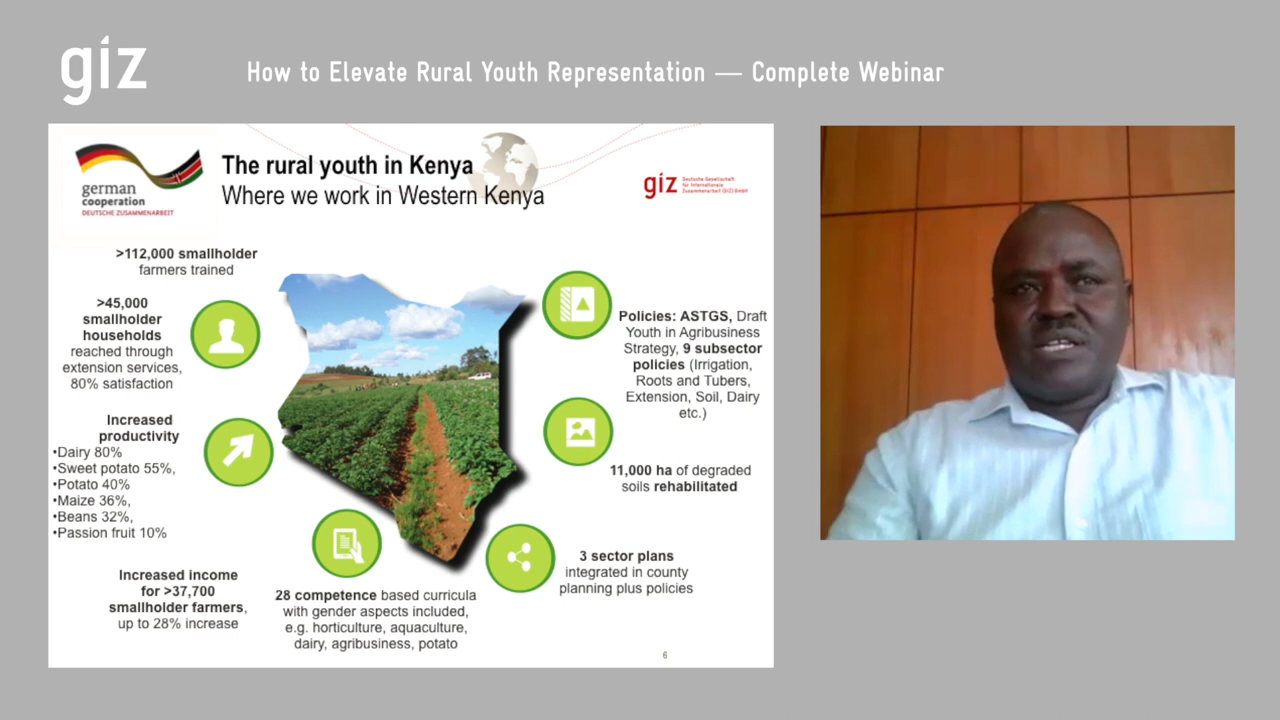 giz
How to Elevate Rural Youth Representation — Complete Webinar
german
cooperation
DEUTSCHE ZUSAMMENARBEIT
The rural youth in Kenya
Where we work in Western Kenya
giz
Deutsche Gesellschaft
für Internationale
Zusammenarbeit (GIZ) GmbH
>112,000 smallholder
farmers trained
>45,000
smallholder
households
reached through
extension services,
80% satisfaction
Increased
productivity
•Dairy 80%
•Sweet potato 55%,
•Potato 40%
•Maize 36%,
•Beans 32%,
•Passion fruit 10%
Increased income
for >37,700
smallholder farmers,
up to 28% increase
28 competence based curricula
with gender aspects included,
e.g. horticulture, aquaculture,
dairy, agribusiness, potato
Policies: ASTGS, Draft
Youth in Agribusiness
Strategy, 9 subsector
policies (Irrigation,
Roots and Tubers,
Extension, Soil, Dairy
etc.)
11,000 ha of degraded
soils rehabilitated
3 sector plans
integrated in county
planning plus policies
6